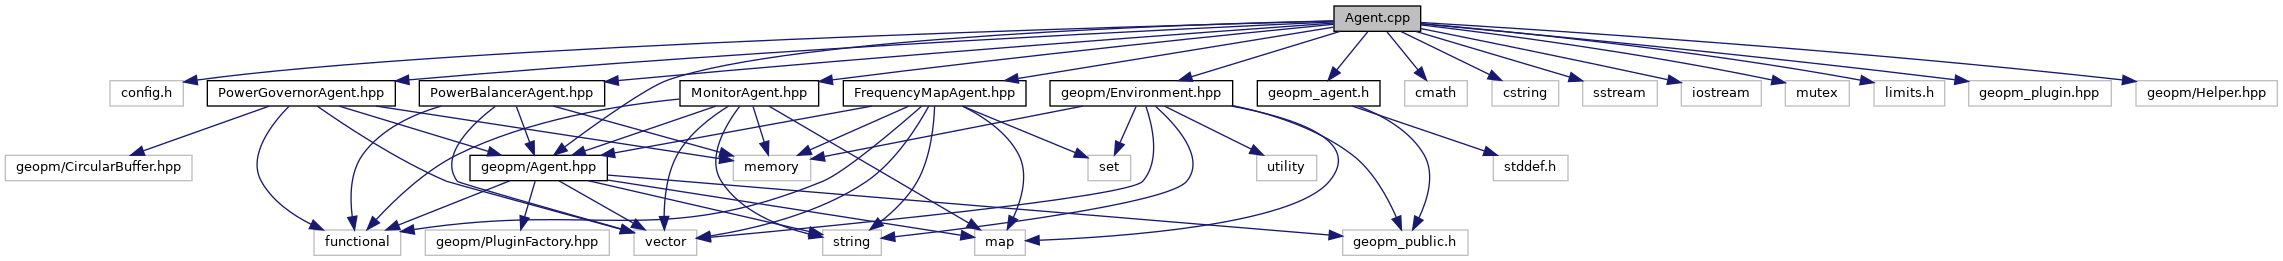 Agent.cpp
config.h
PowerGovernorAgent.hpp
PowerBalancerAgent.hpp
MonitorAgent.hpp
FrequencyMapAgent.hpp
geopm/Environment.hpp
geopm_agent.h
cmath
cstring
sstream
iostream
mutex
limits.h
geopm_plugin.hpp
geopm/Helper.hpp
geopm/CircularBuffer.hpp
geopm/Agent.hpp
memory
set
utility
stddef.h
functional
geopm/PluginFactory.hpp
vector
string
map
geopm_public.h